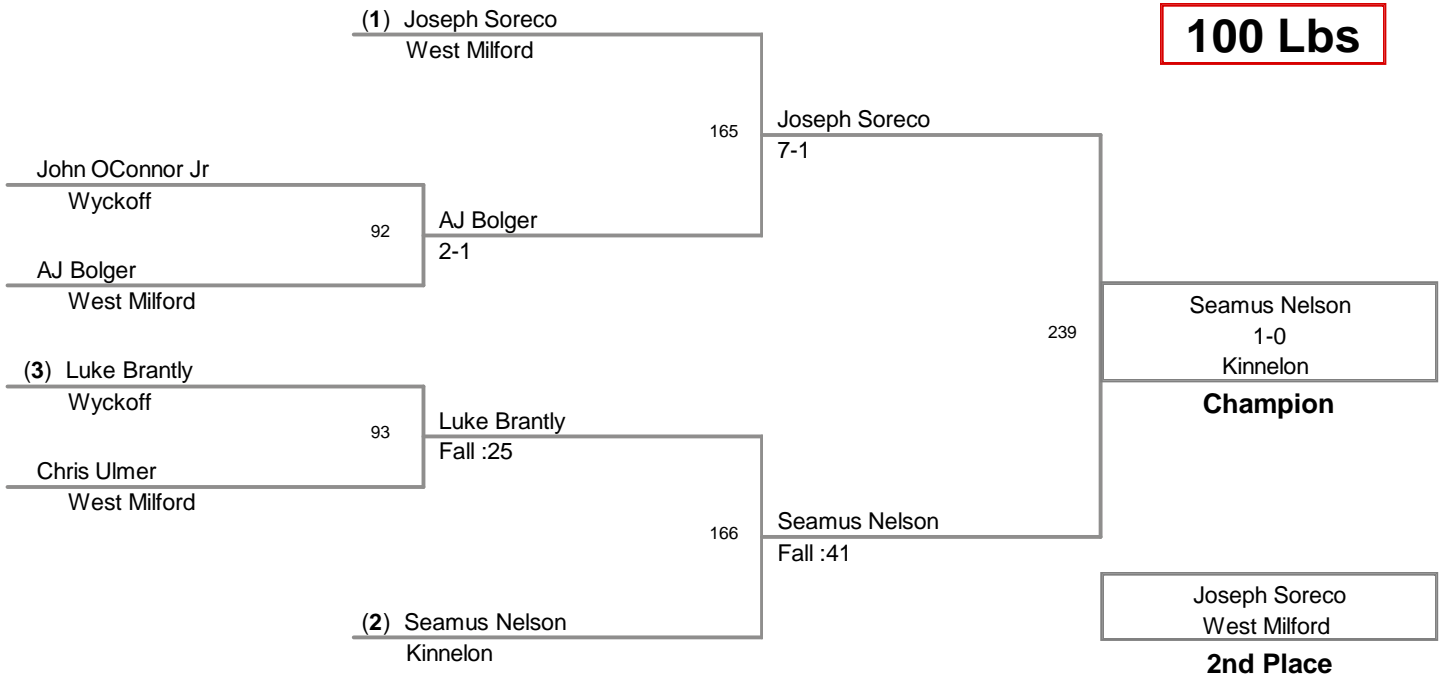 (1) Joseph Soreco
West Milford
100 Lbs
165
Joseph Soreco
7-1
John OConnor Jr
Wyckoff
92
AJ Bolger
2-1
AJ Bolger
West Milford
239
Seamus Nelson
1-0
Kinnelon
Champion
(3) Luke Brantly
Wyckoff
93
Luke Brantly
Fall :25
Chris Ulmer
West Milford
166
Seamus Nelson
Fall :41
(2) Seamus Nelson
Kinnelon
Joseph Soreco
West Milford
2nd Place